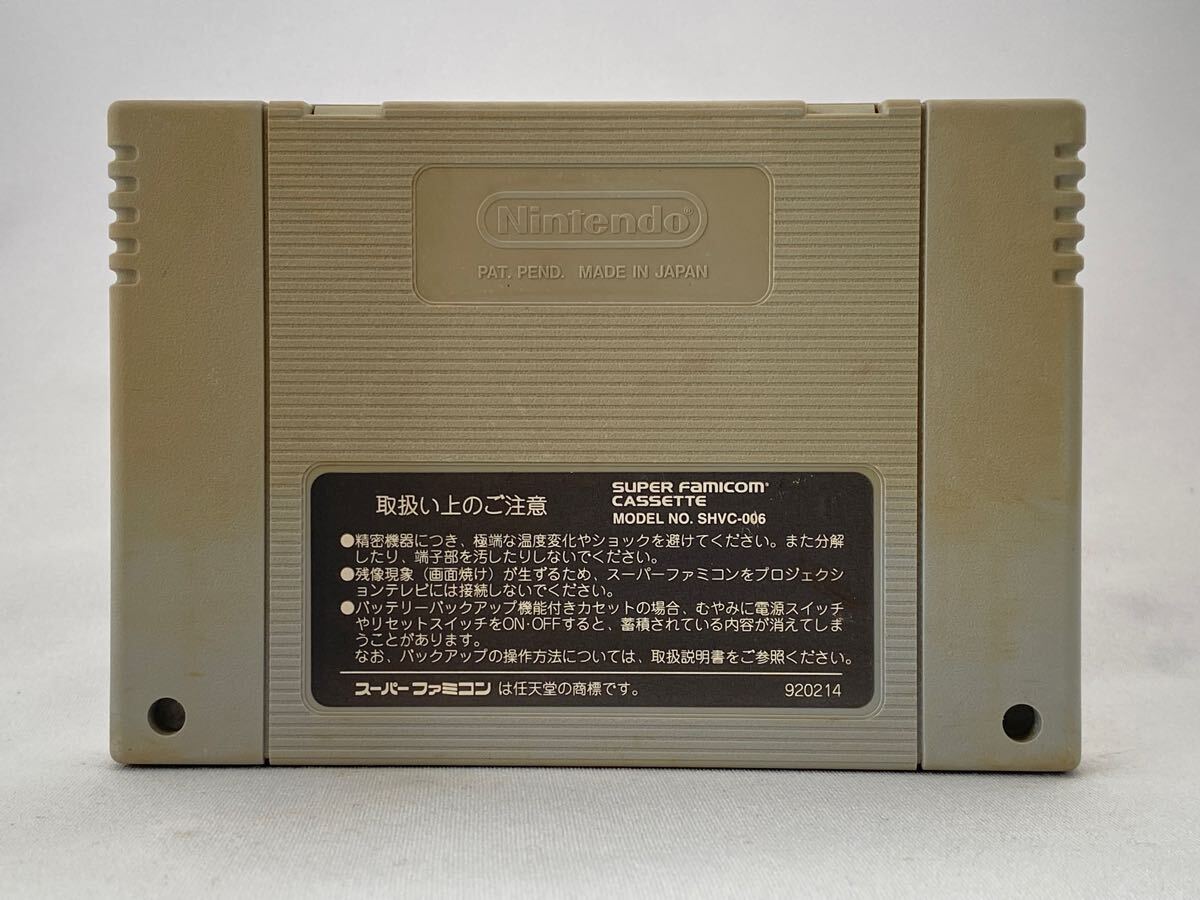 Nintendo®
PAT. PEND. MADE IN JAPAN
取扱い上のご注意
SUPER FAMICOM®
CASSETTE
MODEL NO. SHVC-006
●精密機器につき、極端な温度変化やショックを避けてください。また分解
したり、端子部を汚したりしないでください。
●残像現象（画面焼け）が生ずるため、スーパーファミコンをプロジェクシ
ョンテレビには接続しないでください。
●バッテリーバックアップ機能付きカセットの場合、むやみに電源スイッチ
やリセットスイッチをON·OFFすると、蓄積されている内容が消えてしま
うことがあります。
なお、バックアップの操作方法については、取扱説明書をご参照ください。
スーパーファミコン は任天堂の商標です。
920214